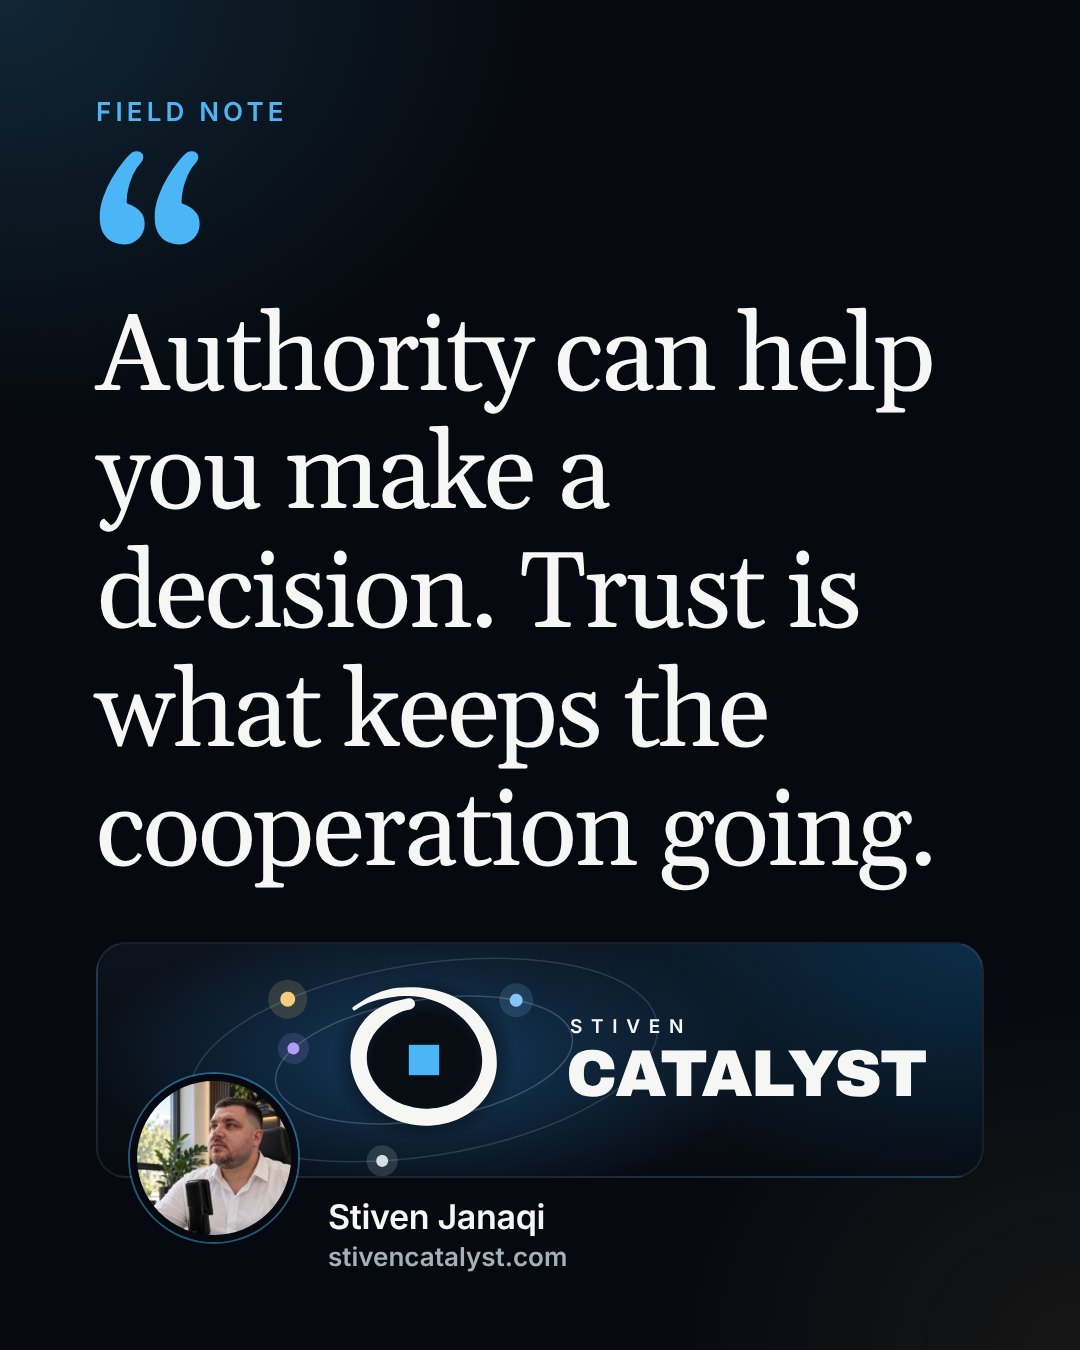 FIELD NOTE
“
Authority can help
you make a
decision. Trust is
what keeps the
cooperation going.
STIVEN
CATALYST
Stiven Janaqi
stivencatalyst.com